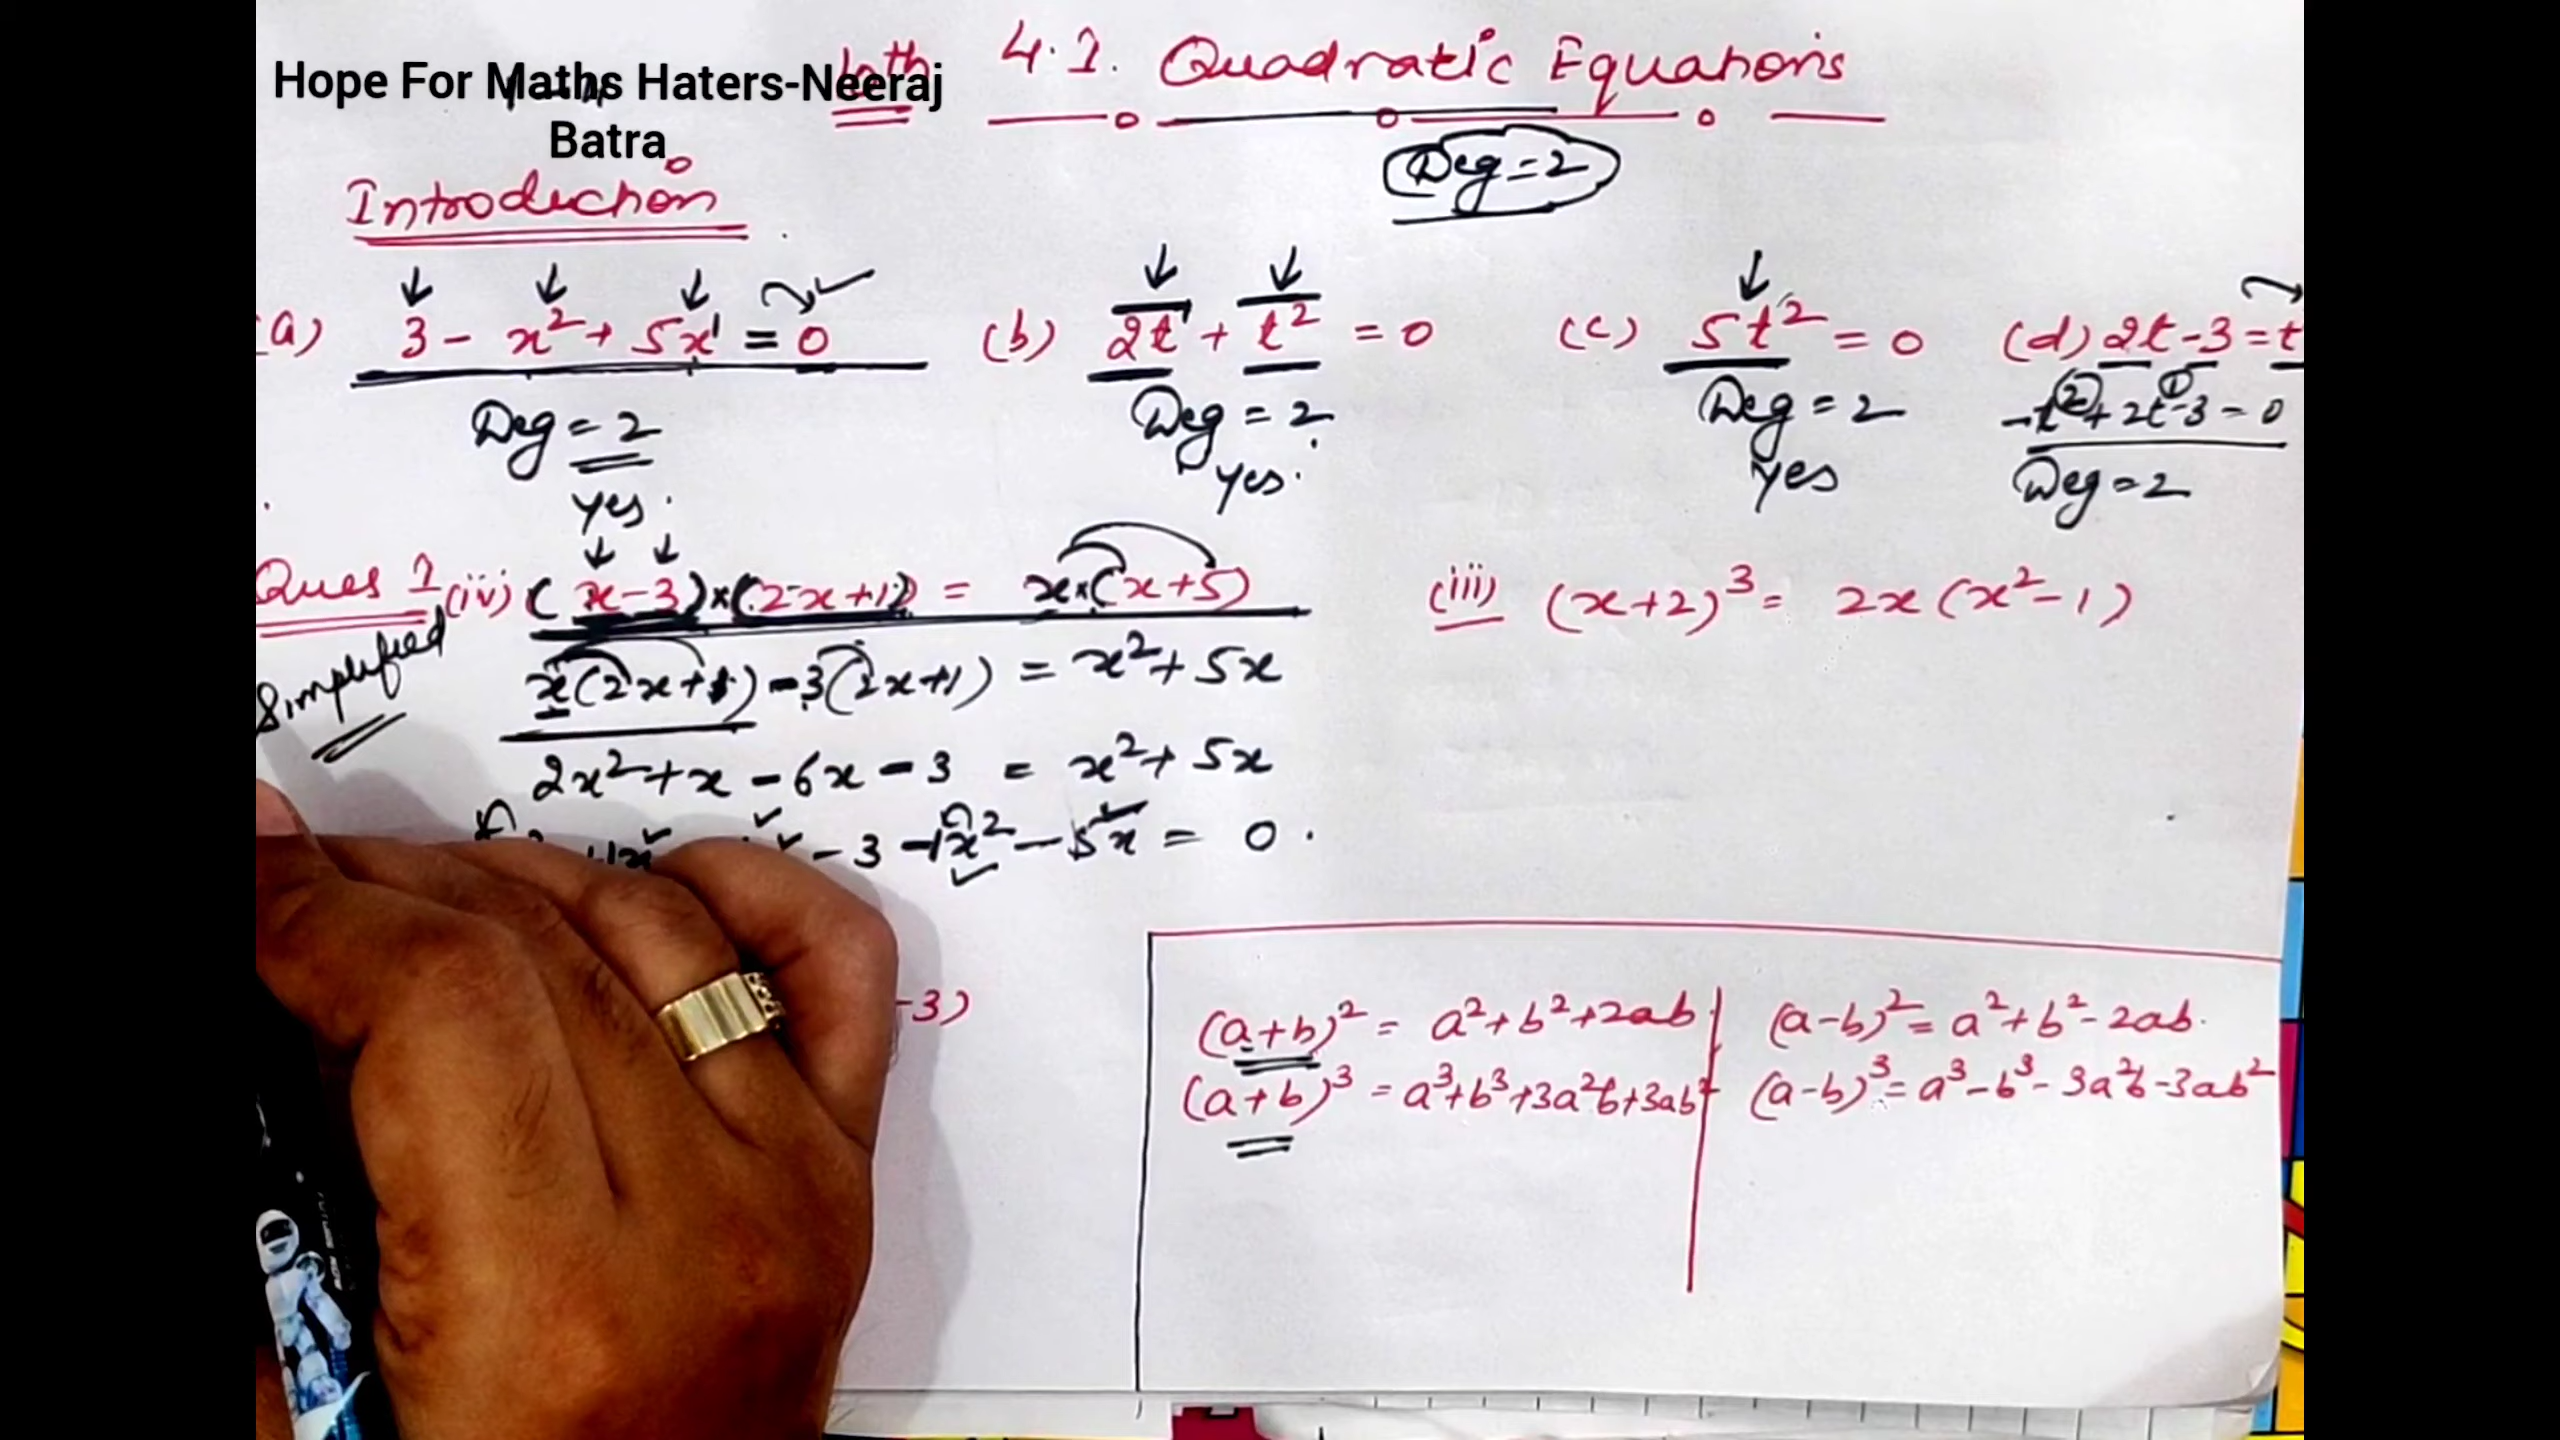 Hope For Maths Haters-Neeraj
Batra
10th 4.1. Quadratic Equations
Deg = 2
Introduction
(a) 3 - x² + 5x¹ = 0
Deg = 2
yes.
(b) 2t¹ + t² = 0
Deg = 2
yes.
(c) 5t² = 0
Deg = 2
yes
(d) 2t - 3 = t
-t² + 2t¹ - 3 = 0
Deg = 2
Ques 1 (iv) (x-3)×(2x+1) = x×(x+5)
Simplified
x(2x+1) - 3(2x+1) = x² + 5x
2x² + x - 6x - 3 = x² + 5x
- 3 - 1x² - 5x = 0.
(iii) (x+2)³ = 2x(x²-1)
-3)
(a+b)² = a²+b²+2ab.
(a+b)³ = a³+b³+3a²b+3ab²
(a-b)² = a²+b²-2ab.
(a-b)³ = a³-b³-3a²b-3ab²